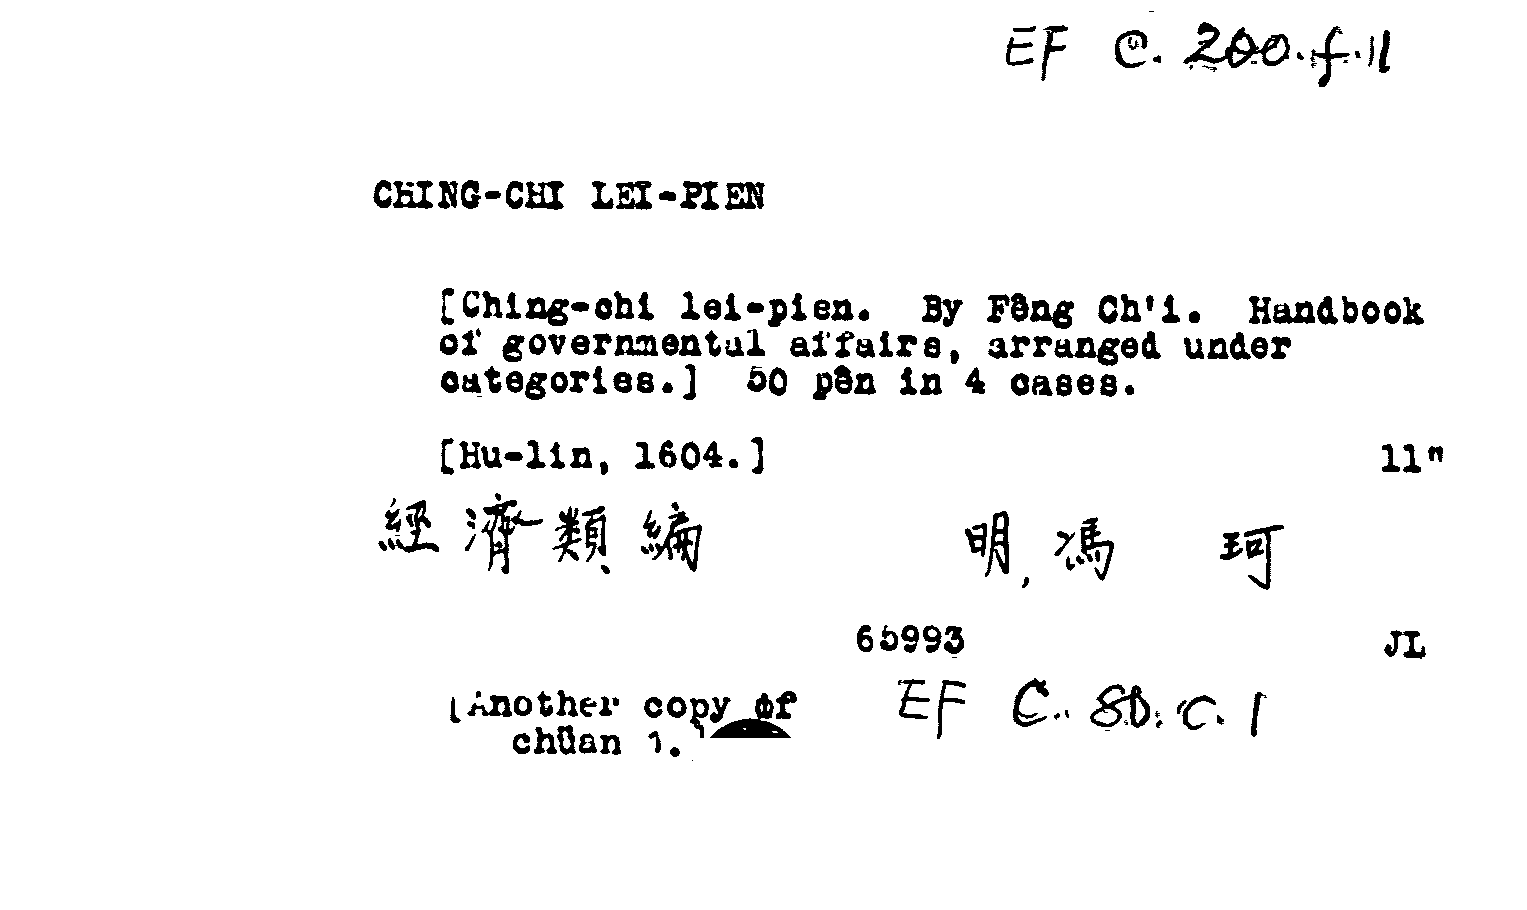 EF C. 200.f.11
CHING-CHI LEI-PIEN
[Ching-chi lei-pien. By Fêng Ch'i. Handbook
of governmental affairs, arranged under
categories.] 50 pên in 4 cases.
[Hu-lin, 1604.] 11"
經濟類編 明, 馮 珂
65993 JL
[Another copy of EF C. 80. c. 1
chüan 1.]